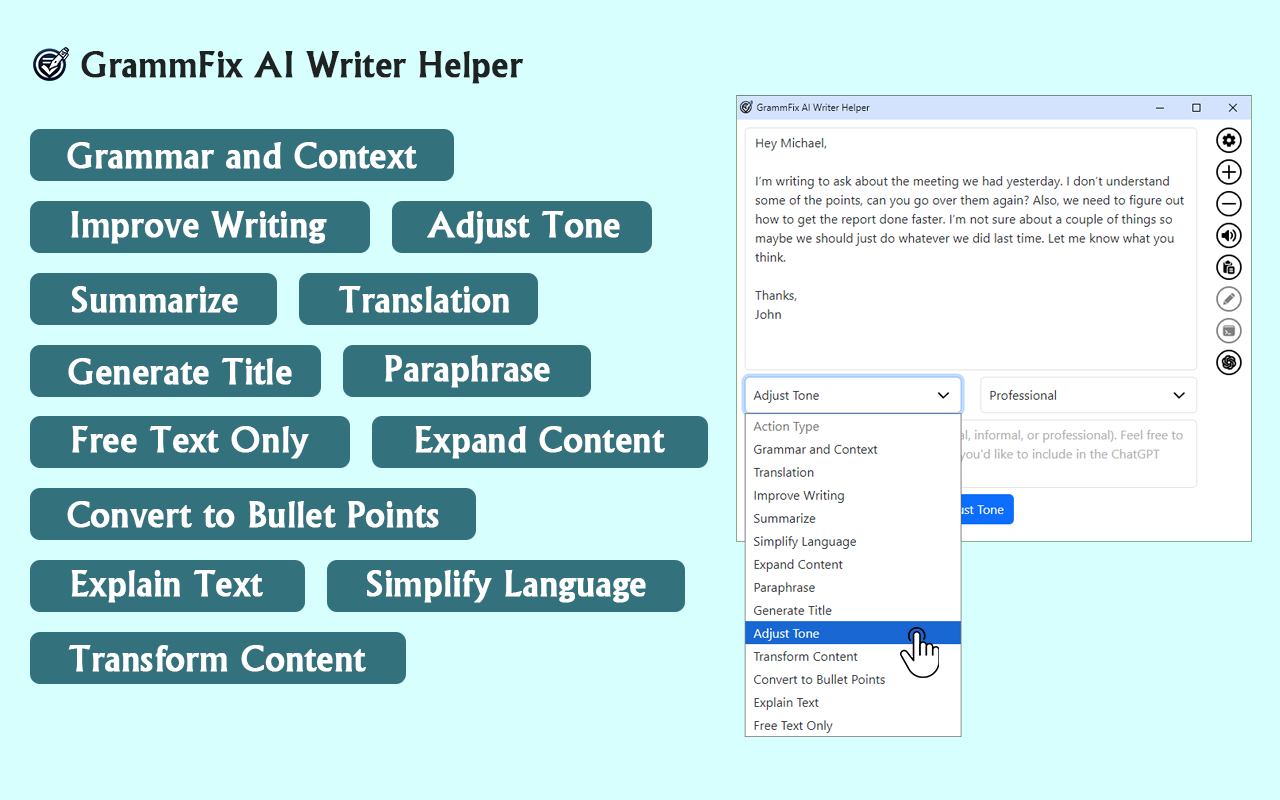 GrammFix AI Writer Helper
Grammar and Context
Improve Writing
Adjust Tone
Summarize
Translation
Generate Title
Paraphrase
Free Text Only
Expand Content
Convert to Bullet Points
Explain Text
Simplify Language
Transform Content
GrammFix AI Writer Helper
Hey Michael,
I'm writing to ask about the meeting we had yesterday. I don't understand
some of the points, can you go over them again? Also, we need to figure out
how to get the report done faster. I'm not sure about a couple of things so
maybe we should just do whatever we did last time. Let me know what you
think.
Thanks,
John
Adjust Tone
Professional
informal, or professional). Feel free to
you'd like to include in the ChatGPT
Tone
Action Type
Grammar and Context
Translation
Improve Writing
Summarize
Simplify Language
Expand Content
Paraphrase
Generate Title
Adjust Tone
Transform Content
Convert to Bullet Points
Explain Text
Free Text Only